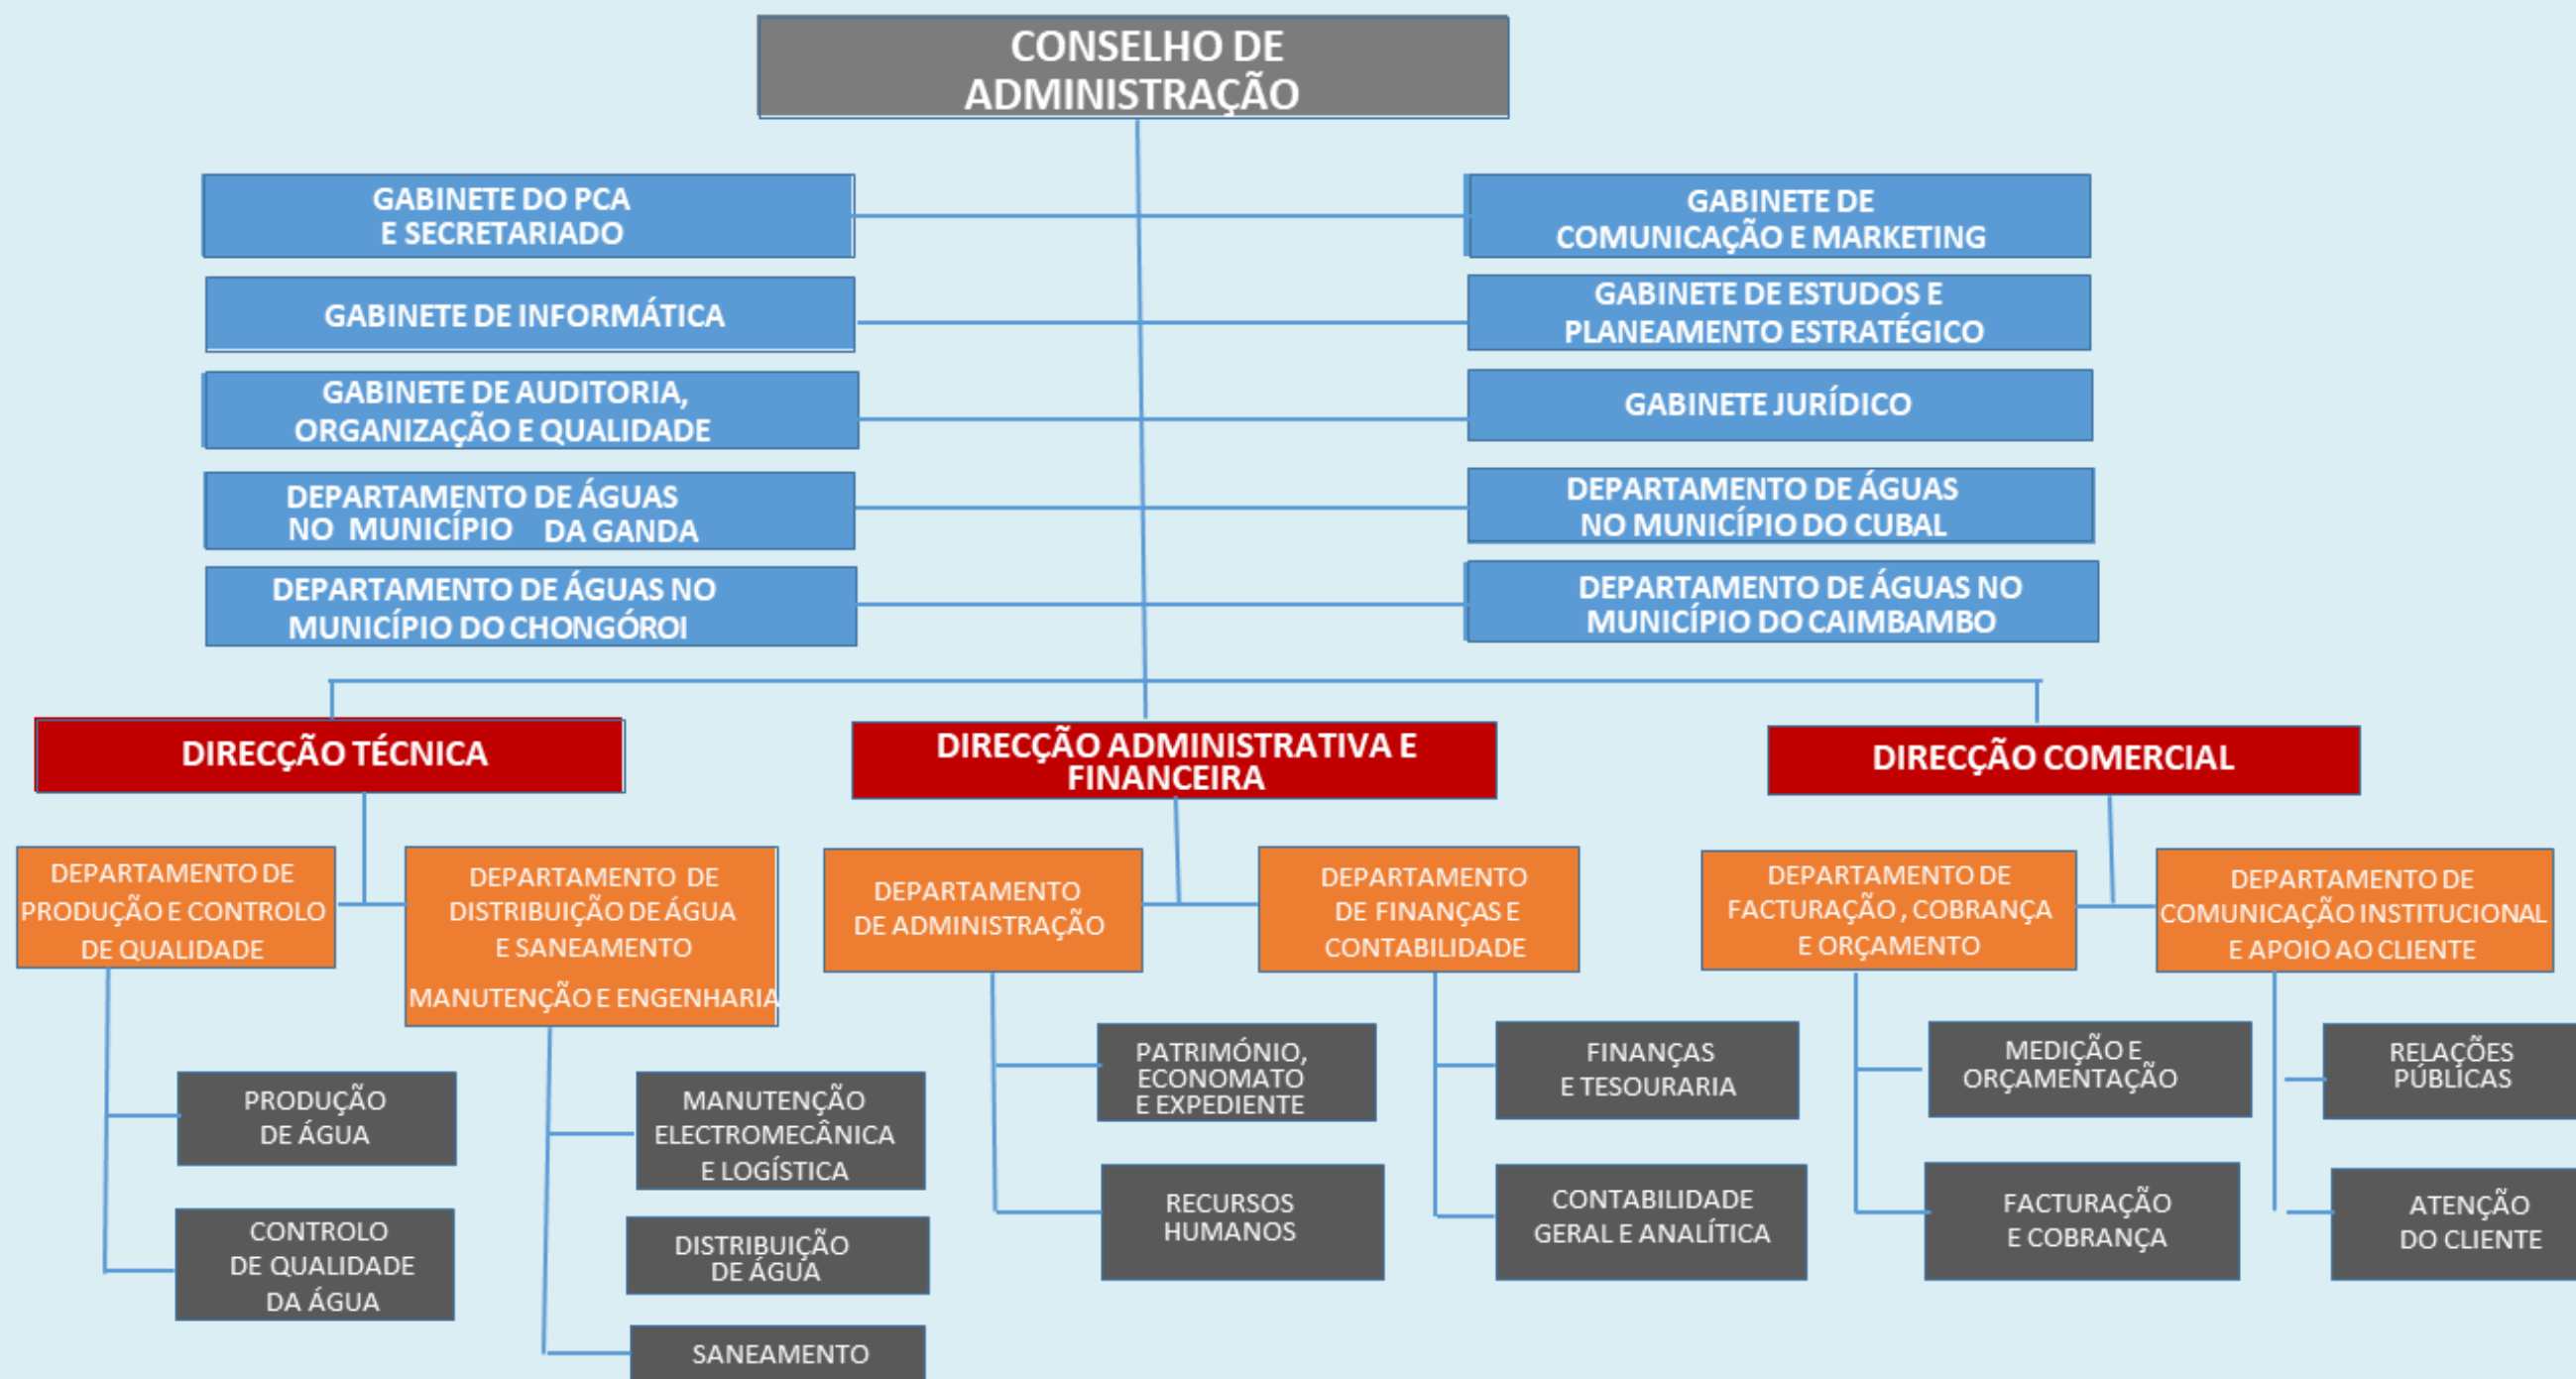 CONSELHO DE
ADMINISTRAÇÃO
GABINETE DO PCA
E SECRETARIADO
GABINETE DE
COMUNICAÇÃO E MARKETING
GABINETE DE INFORMÁTICA
GABINETE DE ESTUDOS E
PLANEAMENTO ESTRATÉGICO
GABINETE DE AUDITORIA,
ORGANIZAÇÃO E QUALIDADE
GABINETE JURÍDICO
DEPARTAMENTO DE ÁGUAS
NO MUNICÍPIO DA GANDA
DEPARTAMENTO DE ÁGUAS
NO MUNICÍPIO DO CUBAL
DEPARTAMENTO DE ÁGUAS NO
MUNICÍPIO DO CHONGÓROI
DEPARTAMENTO DE ÁGUAS NO
MUNICÍPIO DO CAIMBAMBO
DIRECÇÃO TÉCNICA
DIRECÇÃO ADMINISTRATIVA E
FINANCEIRA
DIRECÇÃO COMERCIAL
DEPARTAMENTO DE
PRODUÇÃO E CONTROLO
DE QUALIDADE
DEPARTAMENTO DE
DISTRIBUIÇÃO DE ÁGUA
E SANEAMENTO
MANUTENÇÃO E ENGENHARIA
DEPARTAMENTO
DE ADMINISTRAÇÃO
DEPARTAMENTO
DE FINANÇAS E
CONTABILIDADE
DEPARTAMENTO DE
FACTURAÇÃO , COBRANÇA
E ORÇAMENTO
DEPARTAMENTO DE
COMUNICAÇÃO INSTITUCIONAL
E APOIO AO CLIENTE
PRODUÇÃO
DE ÁGUA
CONTROLO
DE QUALIDADE
DA ÁGUA
MANUTENÇÃO
ELECTROMECÂNICA
E LOGÍSTICA
DISTRIBUIÇÃO
DE ÁGUA
SANEAMENTO
PATRIMÓNIO,
ECONOMATO
E EXPEDIENTE
RECURSOS
HUMANOS
FINANÇAS
E TESOURARIA
CONTABILIDADE
GERAL E ANALÍTICA
MEDIÇÃO E
ORÇAMENTAÇÃO
FACTURAÇÃO
E COBRANÇA
RELAÇÕES
PÚBLICAS
ATENÇÃO
DO CLIENTE